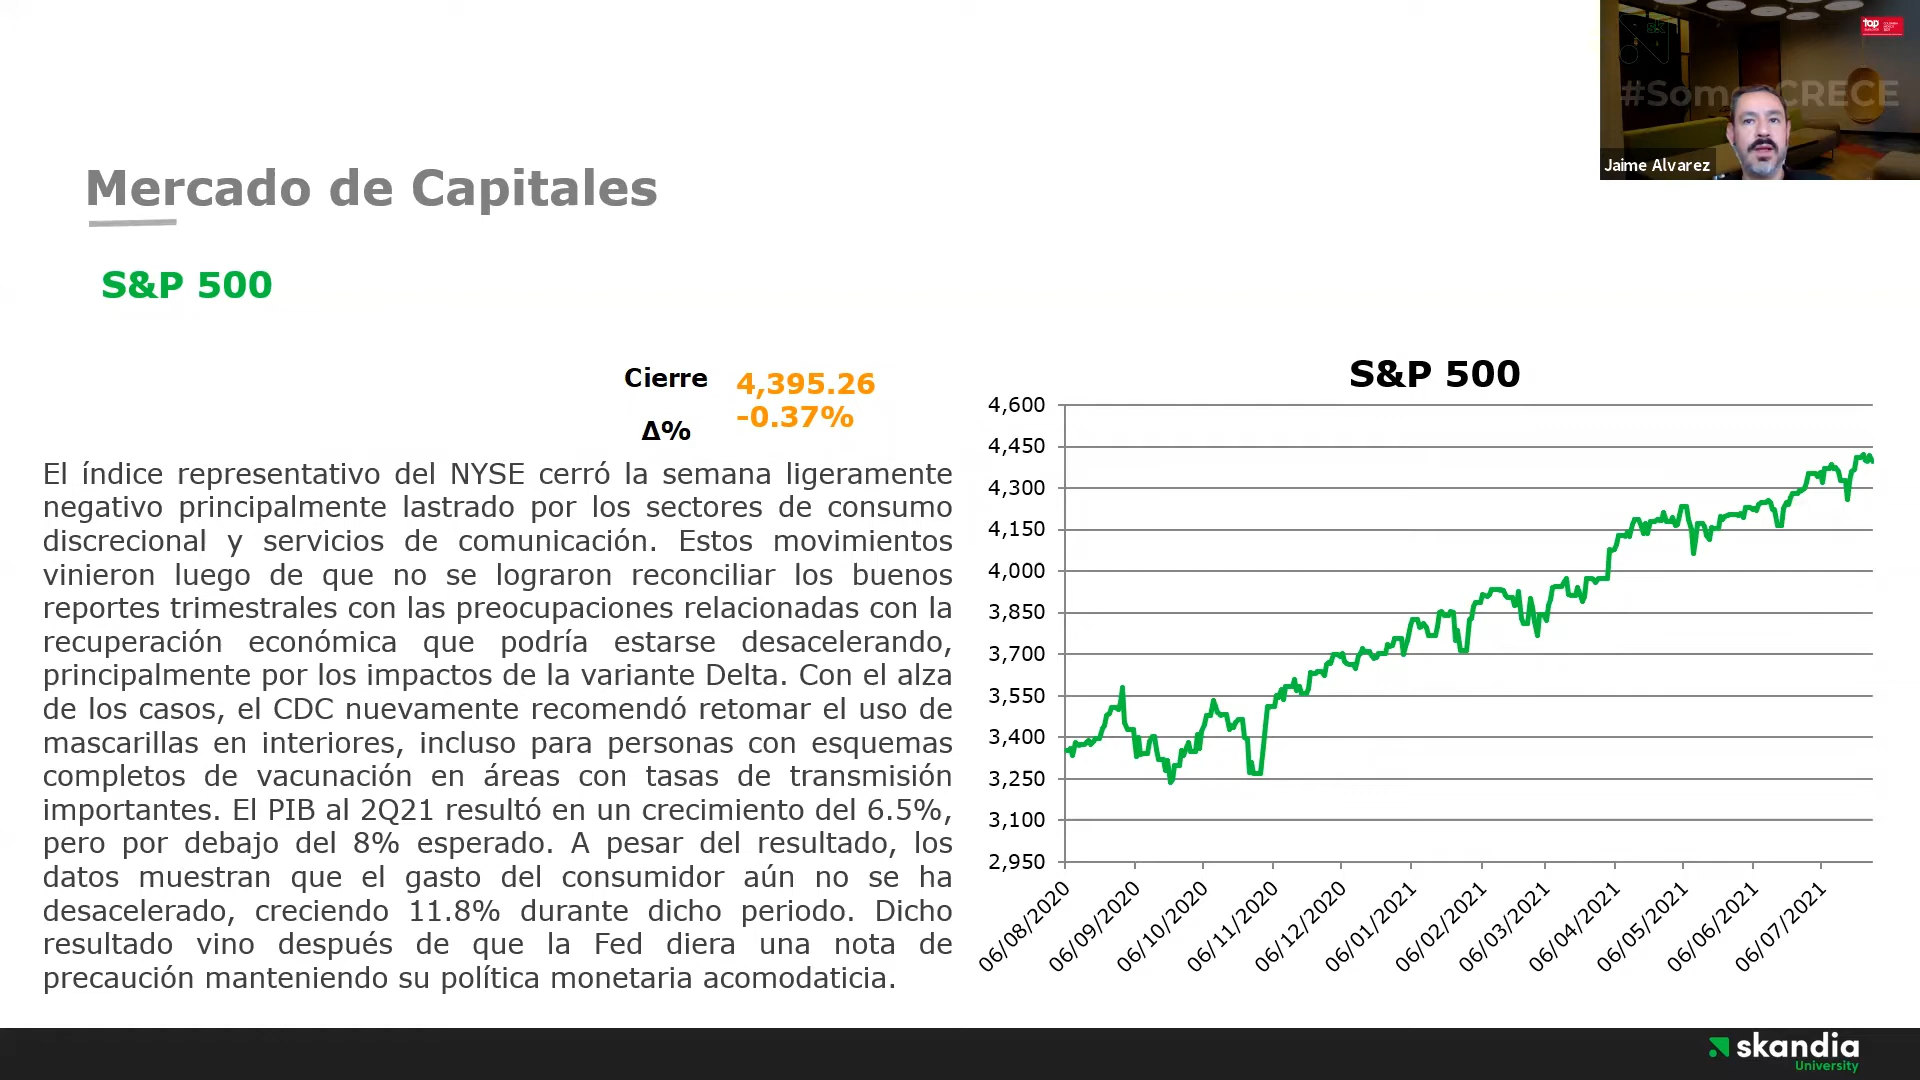 top
#Som CRECE
Jaime Alvarez
Mercado de Capitales
S&P 500
Cierre 4,395.26
Δ% -0.37%
El índice representativo del NYSE cerró la semana ligeramente
negativo principalmente lastrado por los sectores de consumo
discrecional y servicios de comunicación. Estos movimientos
vinieron luego de que no se lograron reconciliar los buenos
reportes trimestrales con las preocupaciones relacionadas con la
recuperación económica que podría estarse desacelerando,
principalmente por los impactos de la variante Delta. Con el alza
de los casos, el CDC nuevamente recomendó retomar el uso de
mascarillas en interiores, incluso para personas con esquemas
completos de vacunación en áreas con tasas de transmisión
importantes. El PIB al 2Q21 resultó en un crecimiento del 6.5%,
pero por debajo del 8% esperado. A pesar del resultado, los
datos muestran que el gasto del consumidor aún no se ha
desacelerado, creciendo 11.8% durante dicho periodo. Dicho
resultado vino después de que la Fed diera una nota de
precaución manteniendo su política monetaria acomodaticia.
S&P 500
4,600
4,450
4,300
4,150
4,000
3,850
3,700
3,550
3,400
3,250
3,100
2,950
06/08/2020
06/09/2020
06/10/2020
06/11/2020
06/12/2020
06/01/2021
06/02/2021
06/03/2021
06/04/2021
06/05/2021
06/06/2021
06/07/2021
skandia
University